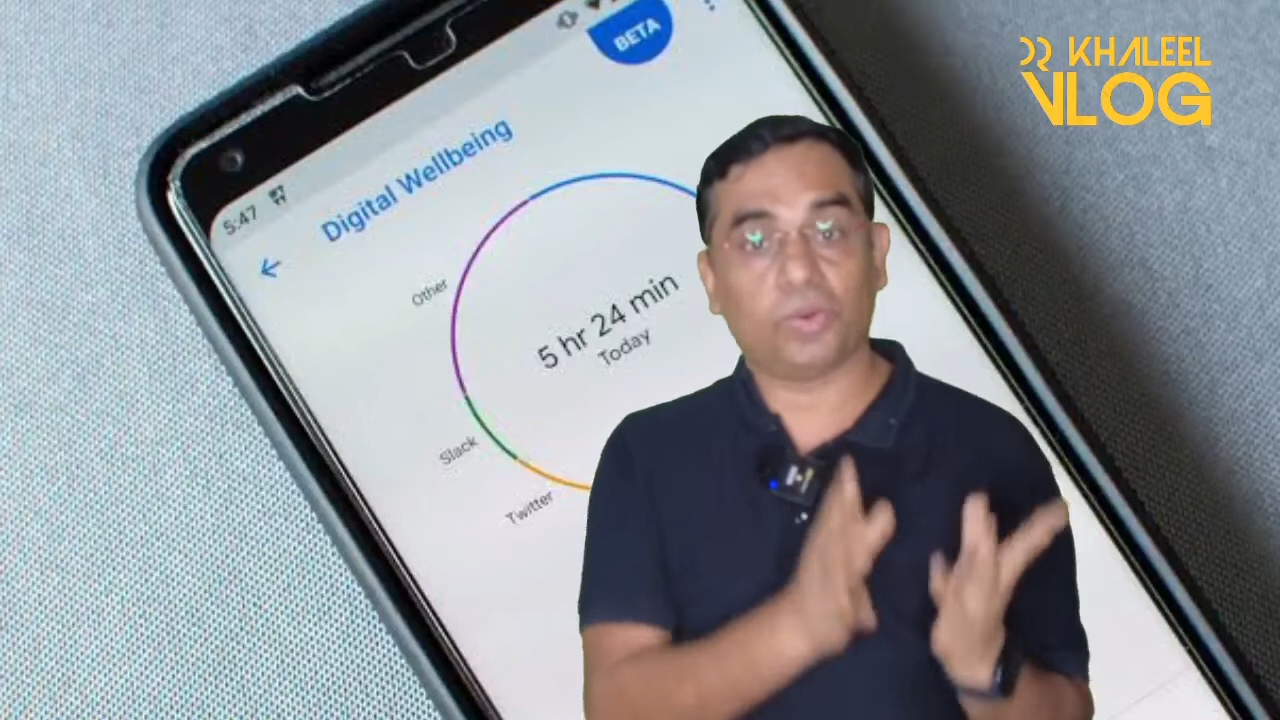 DR KHALEEL
VLOG
BETA
5:47
Digital Wellbeing
Other
5 hr 24 min
Today
Slack
Twitter